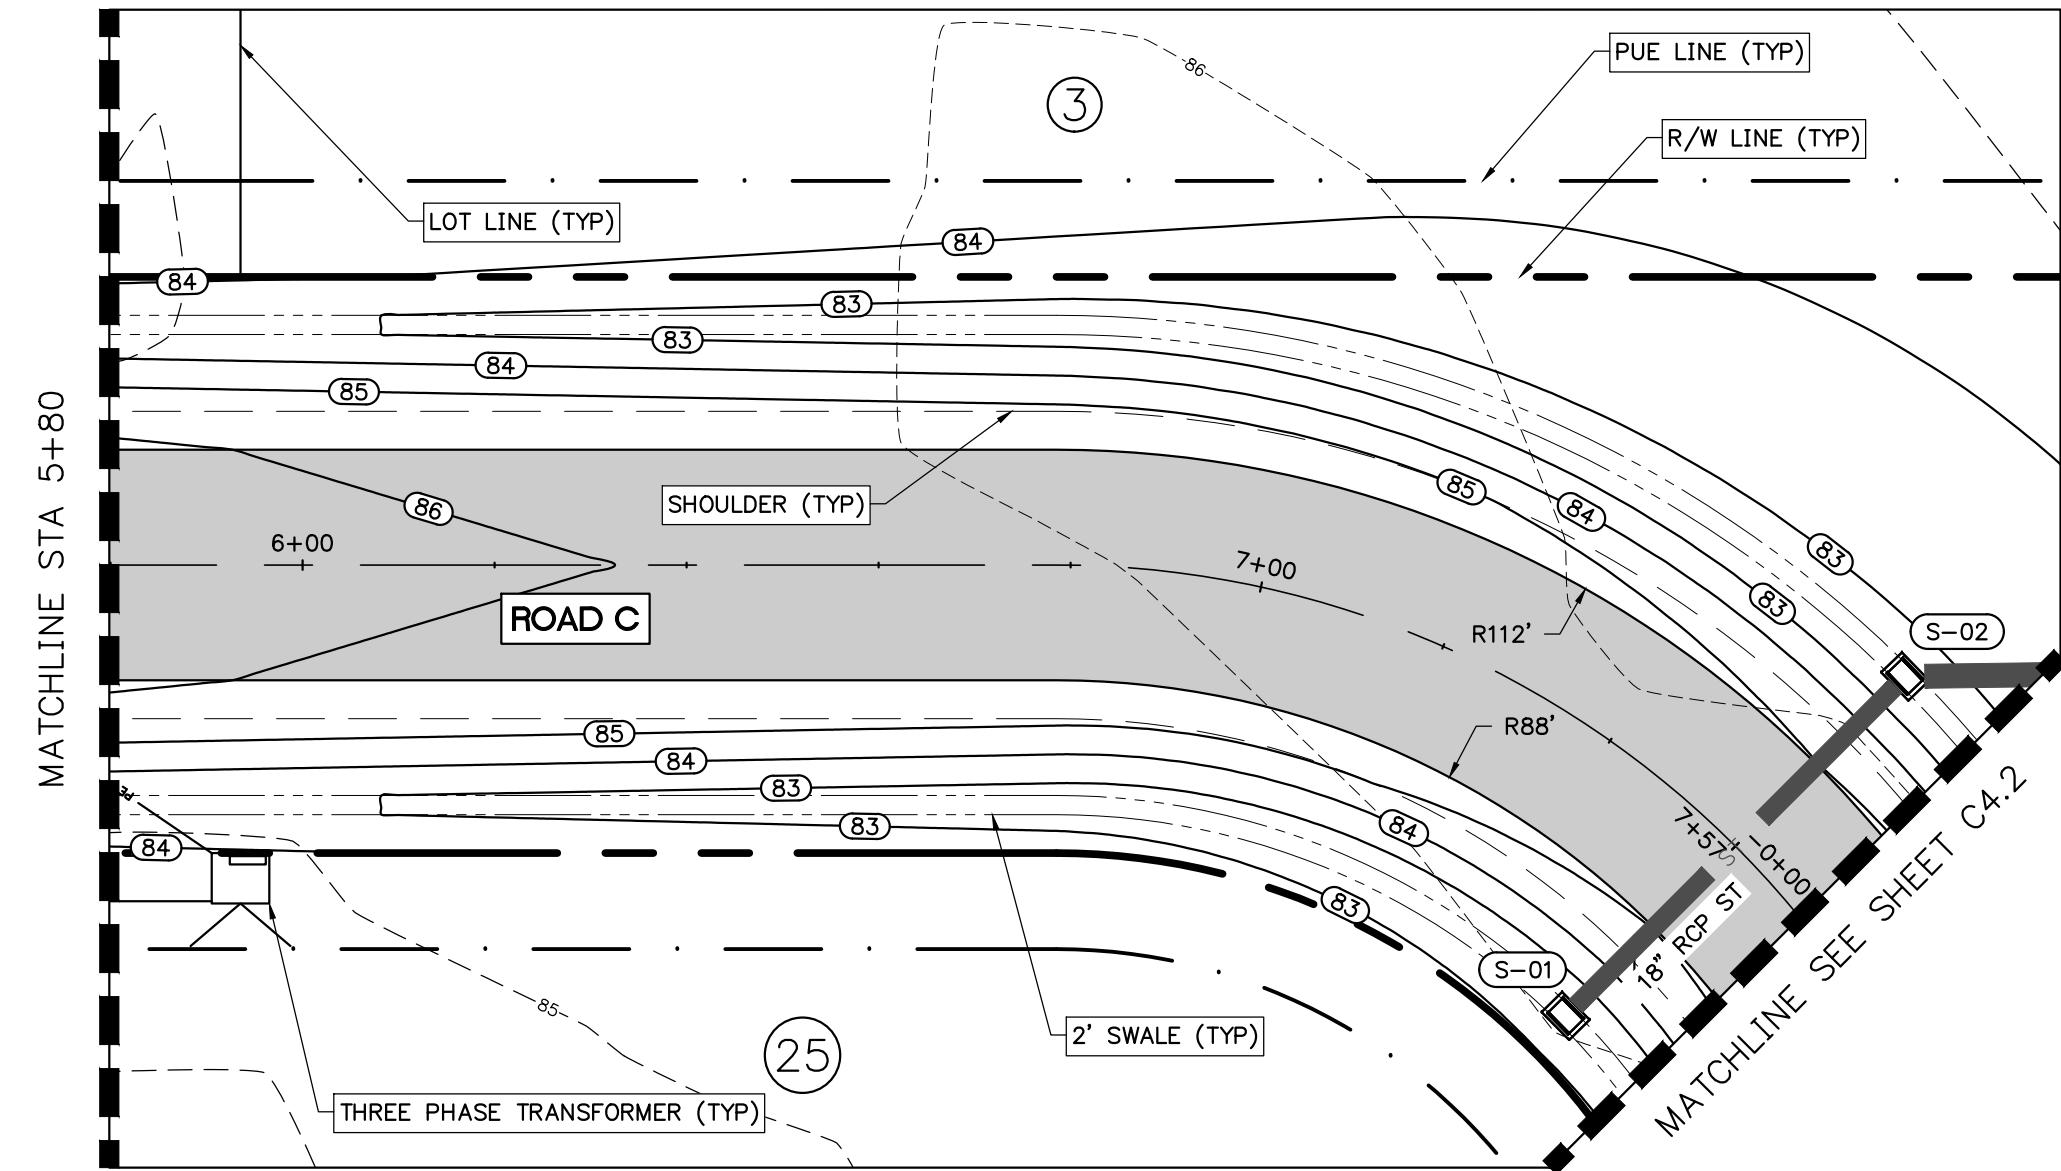 86
PUE LINE (TYP)
3
R/W LINE (TYP)
LOT LINE (TYP)
84
84
83
83
84
85
MATCHLINE STA 5+80
86
SHOULDER (TYP)
85
84
6+00
7+00
83
83
ROAD C
R112'
S-02
R88'
85
84
83
PE
7+57
-0+00
83
84
84
83
18" RCP ST
S-01
MATCHLINE SEE SHEET C4.2
85
25
2' SWALE (TYP)
THREE PHASE TRANSFORMER (TYP)